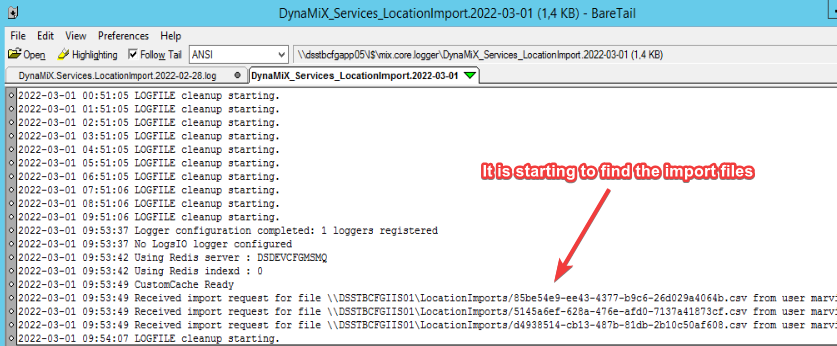 DynaMiX_Services_LocationImport.2022-03-01 (1,4 KB) - BareTail
File Edit View Preferences Help
Open Highlighting Follow Tail ANSI \\dsstbcfgapp05\l$\mix.core.logger\DynaMiX_Services_LocationImport.2022-03-01 (1,4 KB)
DynaMiX.Services.LocationImport.2022-02-28.log DynaMiX_Services_LocationImport.2022-03-01
2022-03-01 00:51:05 LOGFILE cleanup starting.
2022-03-01 01:51:05 LOGFILE cleanup starting.
2022-03-01 02:51:05 LOGFILE cleanup starting.
2022-03-01 03:51:05 LOGFILE cleanup starting.
2022-03-01 04:51:05 LOGFILE cleanup starting.
2022-03-01 05:51:05 LOGFILE cleanup starting.
2022-03-01 06:51:05 LOGFILE cleanup starting.
It is starting to find the import files
2022-03-01 07:51:06 LOGFILE cleanup starting.
2022-03-01 08:51:06 LOGFILE cleanup starting.
2022-03-01 09:51:06 LOGFILE cleanup starting.
2022-03-01 09:53:37 Logger configuration completed: 1 loggers registered
2022-03-01 09:53:37 No LogsIO logger configured
2022-03-01 09:53:42 Using Redis server : DSDEVCFGMSMQ
2022-03-01 09:53:42 Using Redis indexd : 0
2022-03-01 09:53:49 CustomCache Ready
2022-03-01 09:53:49 Received import request for file \\DSSTBCFGIIS01\LocationImports/85be54e9-ee43-4377-b9c6-26d029a4064b.csv from user marvi
2022-03-01 09:53:49 Received import request for file \\DSSTBCFGIIS01\LocationImports/5145a6ef-628a-476e-afd0-7137a41873cf.csv from user marvi
2022-03-01 09:53:49 Received import request for file \\DSSTBCFGIIS01\LocationImports/d4938514-cb13-487b-81db-2b10c50af608.csv from user marvi
2022-03-01 09:54:07 LOGFILE cleanup starting.